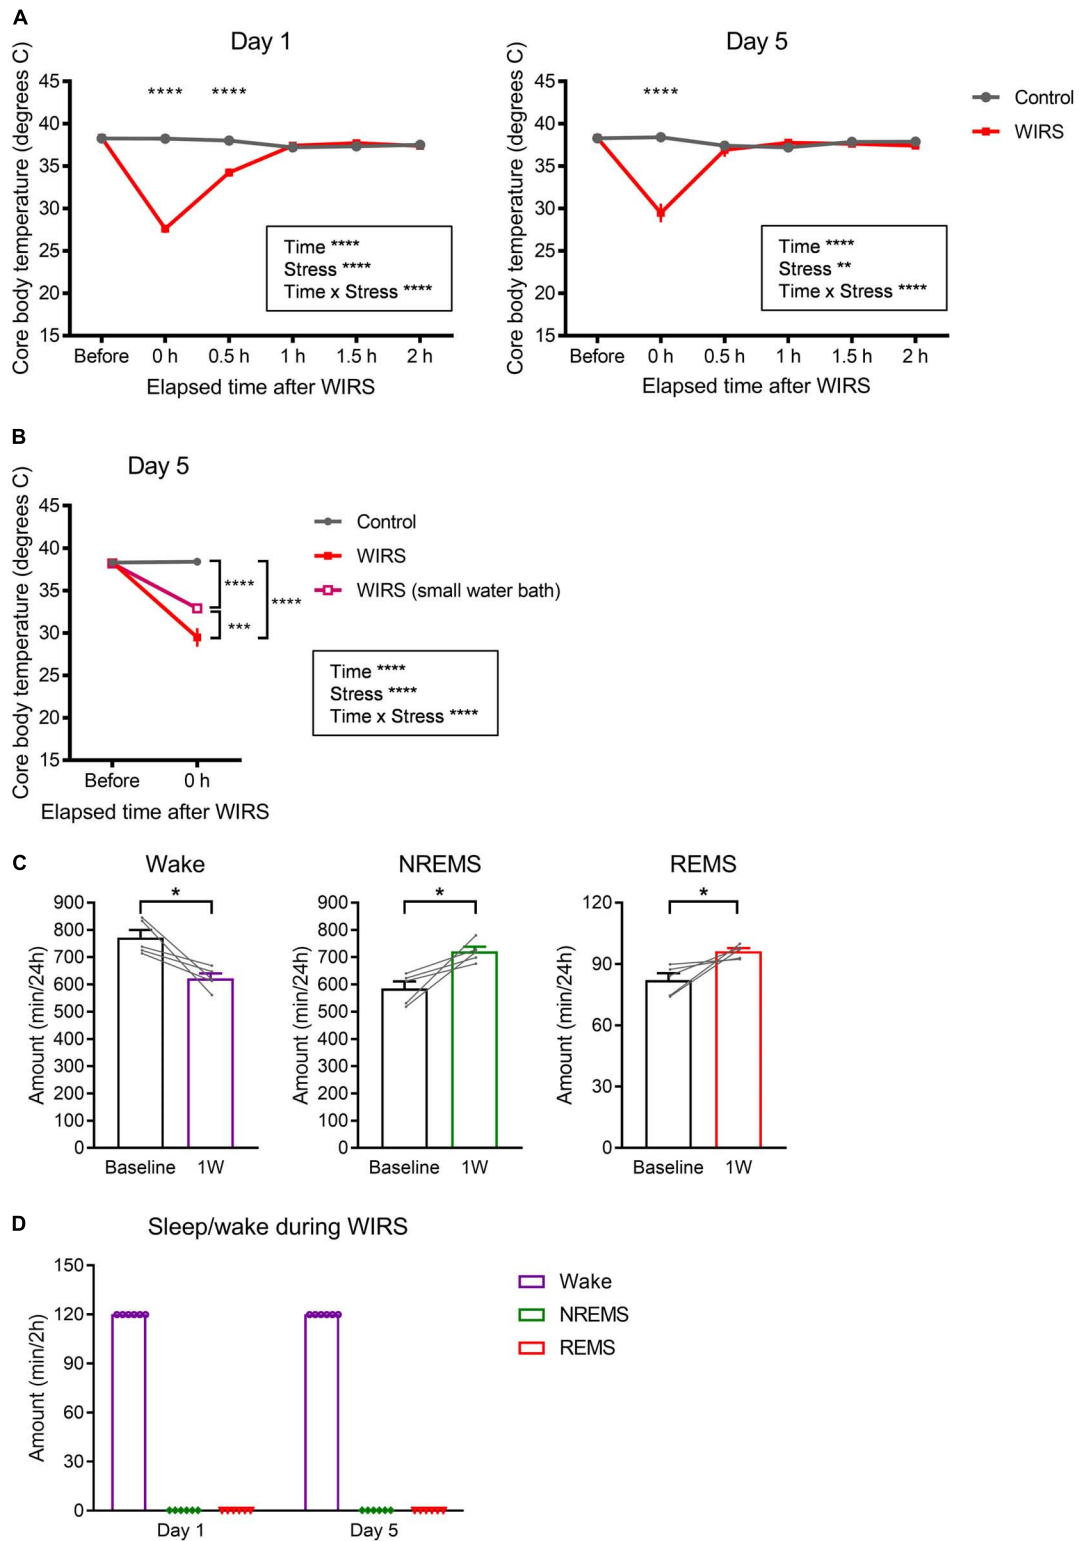 A
Day 1
Day 5
Core body temperature (degrees C)
45
40
35
30
25
20
15
****
****
Time ****
Stress ****
Time x Stress ****
Before
0 h
0.5 h
1 h
1.5 h
2 h
Elapsed time after WIRS
Core body temperature (degrees C)
45
40
35
30
25
20
15
****
Time ****
Stress **
Time x Stress ****
Before
0 h
0.5 h
1 h
1.5 h
2 h
Elapsed time after WIRS
Control
WIRS
B
Day 5
Core body temperature (degrees C)
45
40
35
30
25
20
15
****
***
****
Before
0 h
Elapsed time after WIRS
Control
WIRS
WIRS (small water bath)
Time ****
Stress ****
Time x Stress ****
C
Wake
Amount (min/24h)
900
800
700
600
500
400
300
200
100
0
*
Baseline
1W
NREMS
Amount (min/24h)
900
800
700
600
500
400
300
200
100
0
*
Baseline
1W
REMS
Amount (min/24h)
120
90
60
30
0
*
Baseline
1W
D
Sleep/wake during WIRS
Amount (min/2h)
150
120
90
60
30
0
Day 1
Day 5
Wake
NREMS
REMS